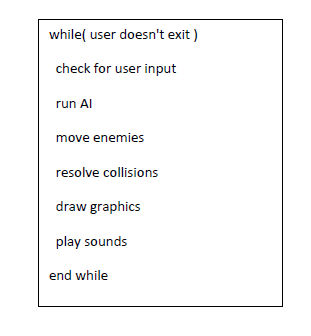 while( user doesn't exit )
check for user input
run AI
move enemies
resolve collisions
draw graphics
play sounds
end while